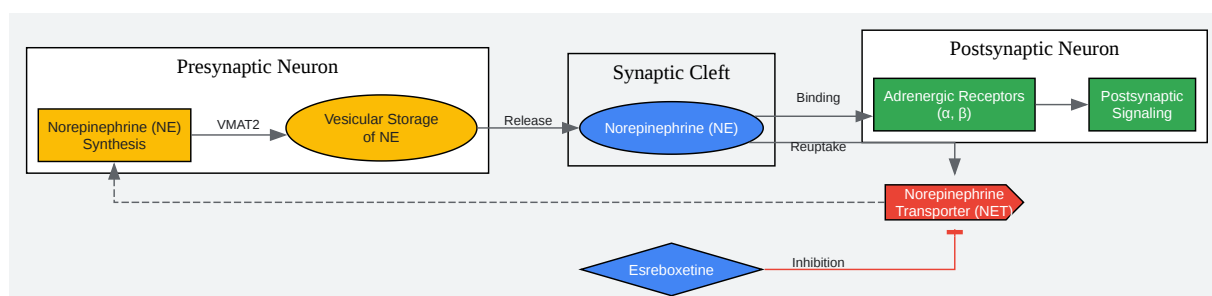 Presynaptic Neuron
Norepinephrine (NE)
Synthesis
VMAT2
Vesicular Storage
of NE
Release
Synaptic Cleft
Norepinephrine (NE)
Binding
Reuptake
Postsynaptic Neuron
Adrenergic Receptors
(α, β)
Postsynaptic
Signaling
Norepinephrine
Transporter (NET)
Esreboxetine
Inhibition